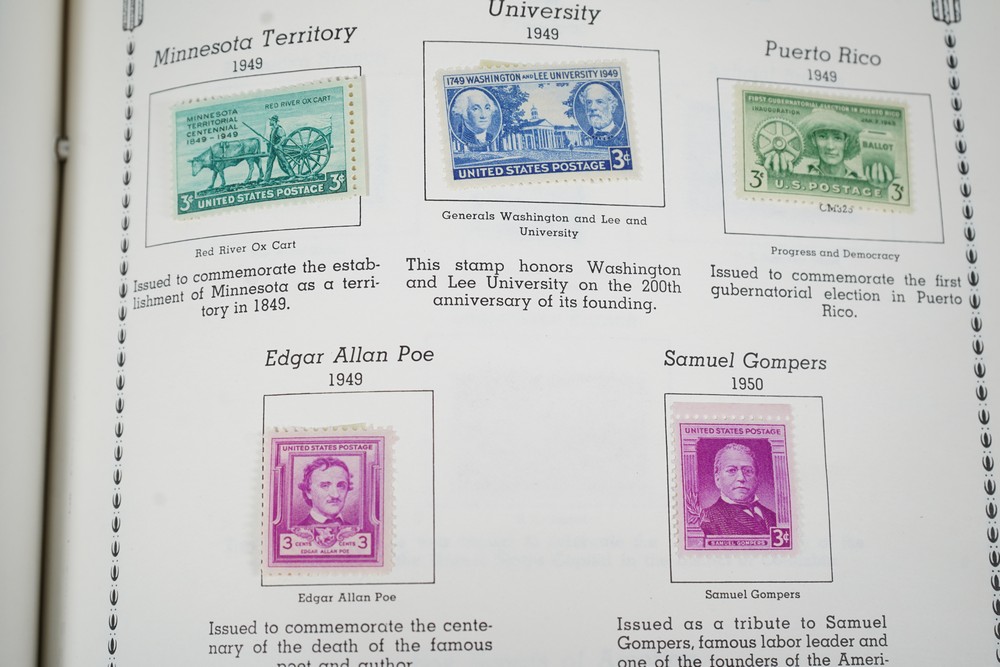 Minnesota Territory
1949
MINNESOTA
TERRITORIAL
CENTENNIAL
1849-1949
RED RIVER OX CART
3¢ UNITED STATES POSTAGE 3¢
Red River Ox Cart
Issued to commemorate the estab-
lishment of Minnesota as a terri-
tory in 1849.
University
1949
1749 WASHINGTON AND LEE UNIVERSITY 1949
UNITED STATES POSTAGE 3¢
Generals Washington and Lee and
University
This stamp honors Washington
and Lee University on the 200th
anniversary of its founding.
Puerto Rico
1949
FIRST GUBERNATORIAL ELECTION IN PUERTO RICO
INAUGURATION
JAN. 2, 1949
BALLOT
3¢ U.S. POSTAGE 3¢
Progress and Democracy
Issued to commemorate the first
gubernatorial election in Puerto
Rico.
Edgar Allan Poe
1949
UNITED STATES POSTAGE
3 CENTS CENTS 3
EDGAR ALLAN POE
Edgar Allan Poe
Issued to commemorate the cente-
nary of the death of the famous
poet and author.
Samuel Gompers
1950
UNITED STATES POSTAGE
SAMUEL GOMPERS 3¢
Samuel Gompers
Issued as a tribute to Samuel
Gompers, famous labor leader and
one of the founders of the Ameri-